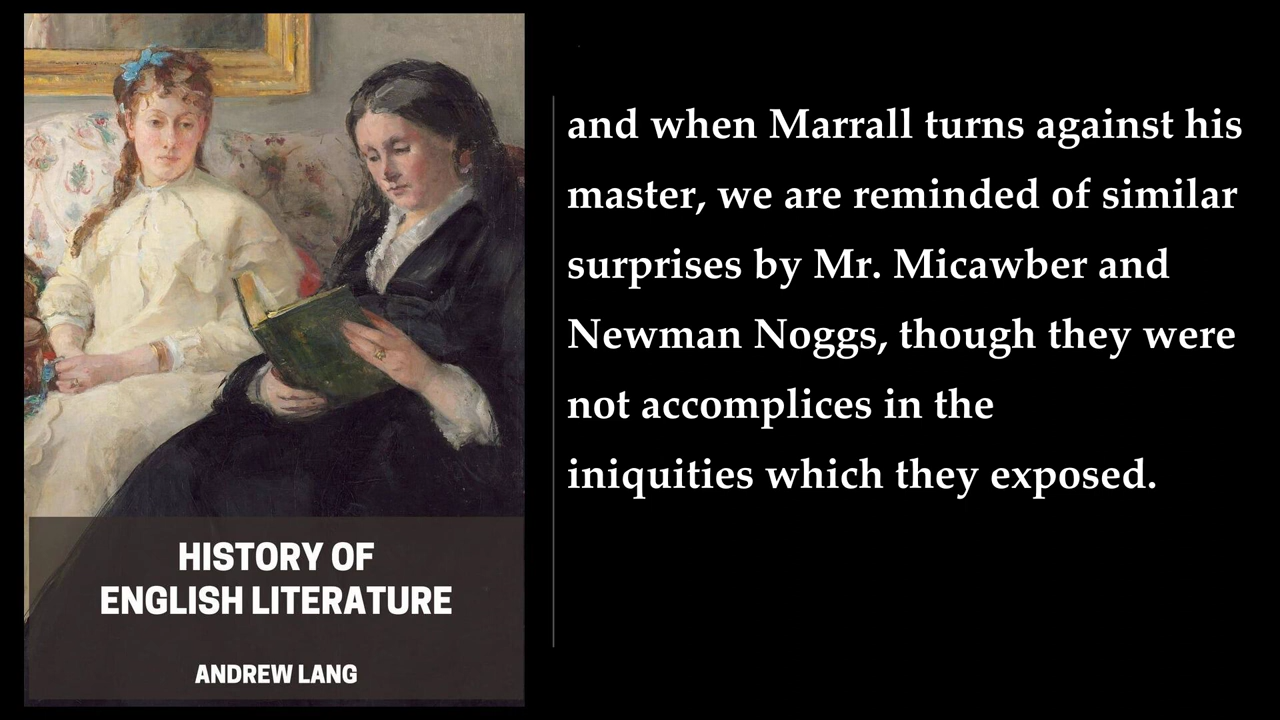 and when Marrall turns against his
master, we are reminded of similar
surprises by Mr. Micawber and
Newman Noggs, though they were
not accomplices in the
iniquities which they exposed.
HISTORY OF
ENGLISH LITERATURE
ANDREW LANG